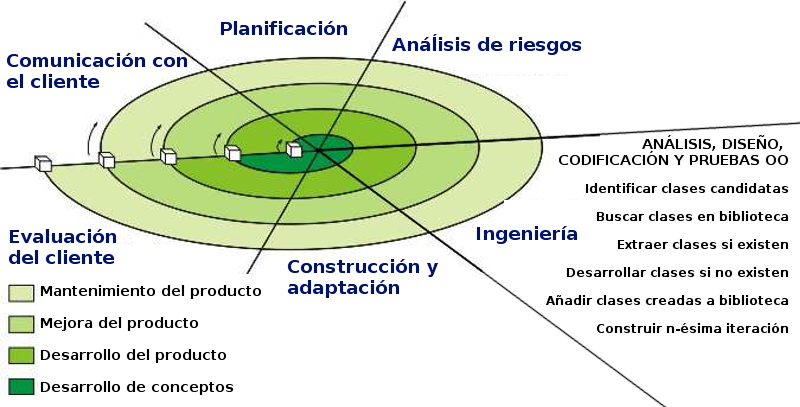 Planificación
Comunicación con
el cliente
Análisis de riesgos
ANÁLISIS, DISEÑO,
CODIFICACIÓN Y PRUEBAS OO
Identificar clases candidatas
Buscar clases en biblioteca
Extraer clases si existen
Desarrollar clases si no existen
Añadir clases creadas a biblioteca
Construir n-ésima iteración
Ingeniería
Construcción y
adaptación
Evaluación
del cliente
Mantenimiento del producto
Mejora del producto
Desarrollo del producto
Desarrollo de conceptos